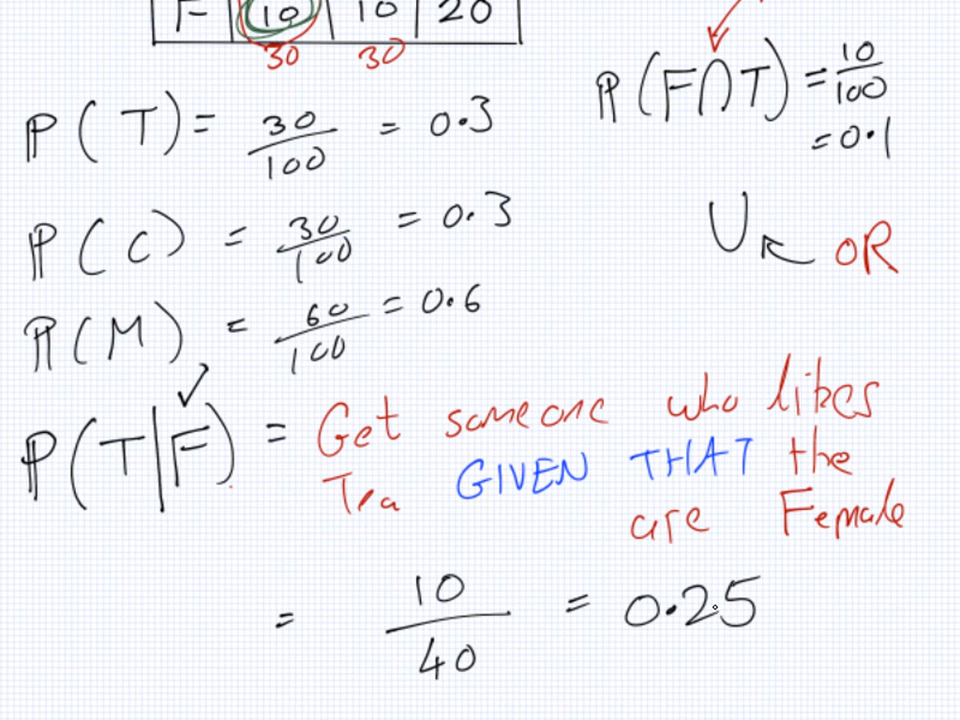 F 10 10 20
30 30
P(F∩T) = 10/100
= 0.1
P(T) = 30/100 = 0.3
P(C) = 30/100 = 0.3
U OR
P(M) = 60/100 = 0.6
P(T|F) = Get someone who likes
Tea GIVEN THAT the
are Female
= 10/40 = 0.25